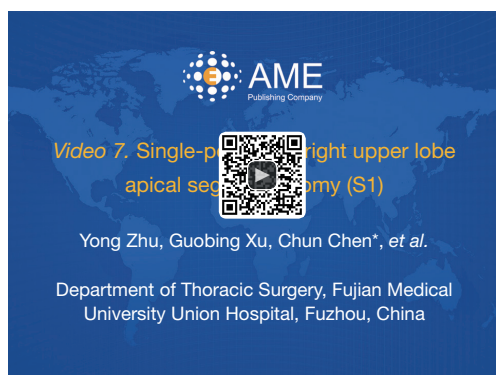 E AME
Publishing Company
Video 7. Single-po right upper lobe
apical seg omy (S1)
Yong Zhu, Guobing Xu, Chun Chen*, et al.
Department of Thoracic Surgery, Fujian Medical
University Union Hospital, Fuzhou, China